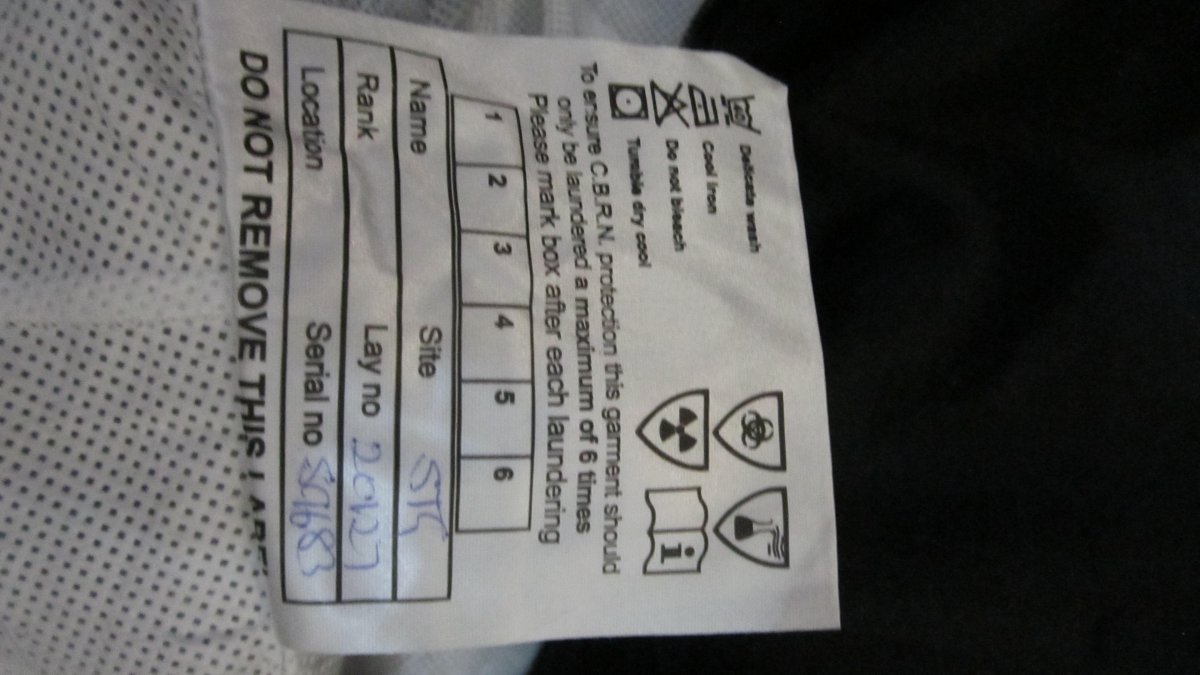 Delicate wash
Cool iron
Do not bleach
Tumble dry cool
i
To ensure C.B.R.N. protection this garment should
only be laundered a maximum of 6 times
Please mark box after each laundering
1 2 3 4 5 6
Name Site
Rank Lay no
Location Serial no
DO NOT REMOVE THIS